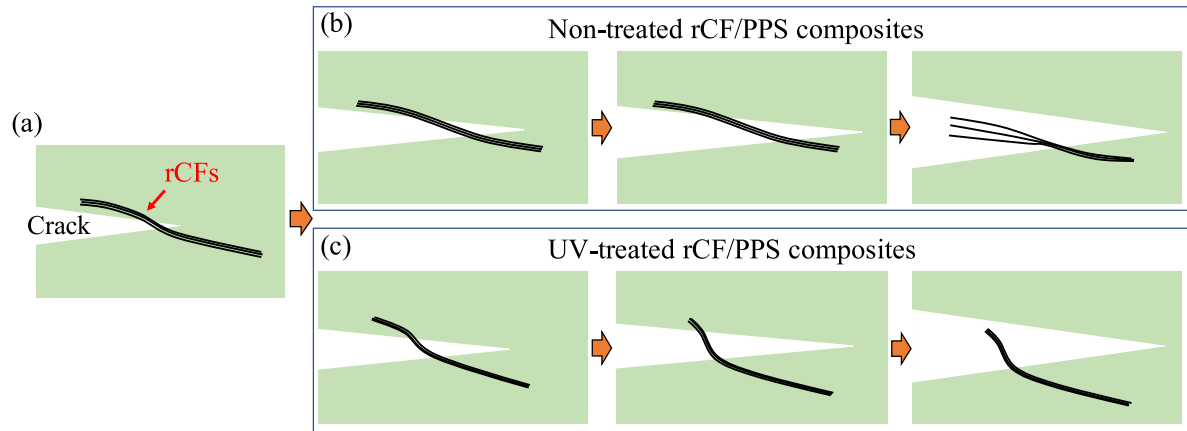 (a)
rCFs
Crack
(b)
Non-treated rCF/PPS composites
(c)
UV-treated rCF/PPS composites